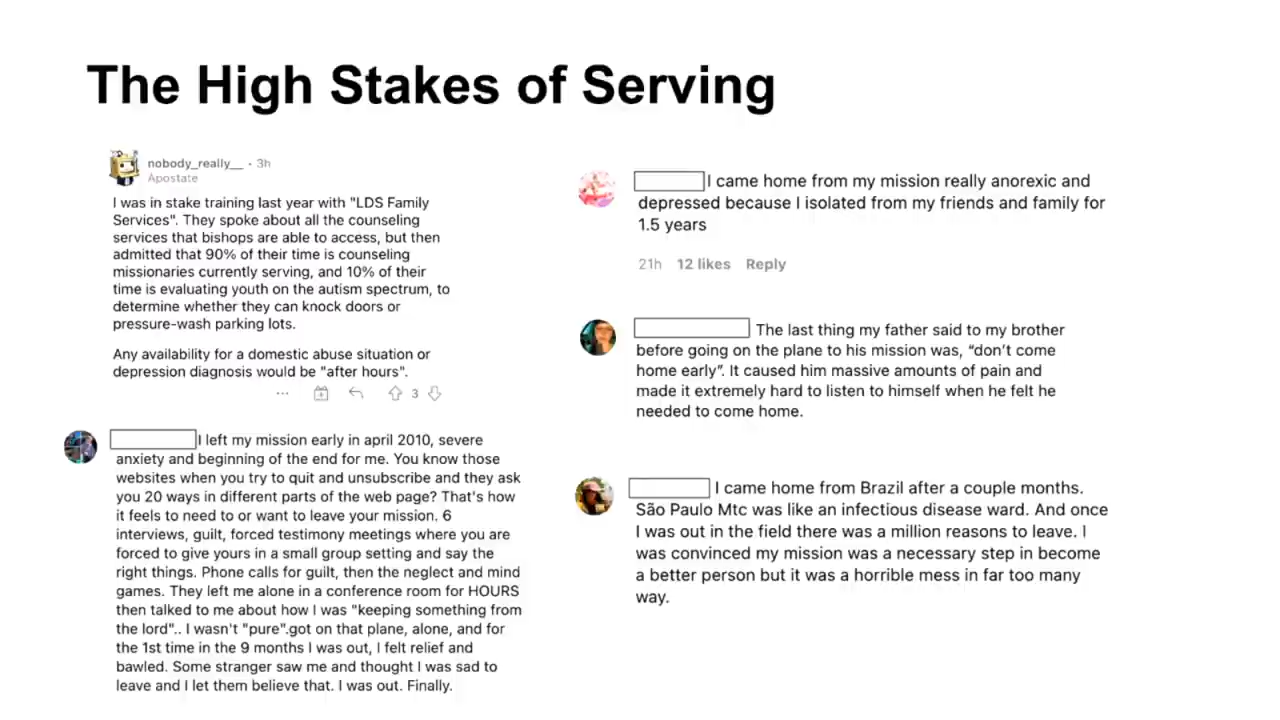 The High Stakes of Serving
nobody_really__ • 3h
Apostate
I was in stake training last year with "LDS Family
Services". They spoke about all the counseling
services that bishops are able to access, but then
admitted that 90% of their time is counseling
missionaries currently serving, and 10% of their
time is evaluating youth on the autism spectrum, to
determine whether they can knock doors or
pressure-wash parking lots.
Any availability for a domestic abuse situation or
depression diagnosis would be "after hours".
3
I left my mission early in april 2010, severe
anxiety and beginning of the end for me. You know those
websites when you try to quit and unsubscribe and they ask
you 20 ways in different parts of the web page? That's how
it feels to need to or want to leave your mission. 6
interviews, guilt, forced testimony meetings where you are
forced to give yours in a small group setting and say the
right things. Phone calls for guilt, then the neglect and mind
games. They left me alone in a conference room for HOURS
then talked to me about how I was "keeping something from
the lord".. I wasn't "pure".got on that plane, alone, and for
the 1st time in the 9 months I was out, I felt relief and
bawled. Some stranger saw me and thought I was sad to
leave and I let them believe that. I was out. Finally.
I came home from my mission really anorexic and
depressed because I isolated from my friends and family for
1.5 years
21h 12 likes Reply
The last thing my father said to my brother
before going on the plane to his mission was, “don’t come
home early”. It caused him massive amounts of pain and
made it extremely hard to listen to himself when he felt he
needed to come home.
I came home from Brazil after a couple months.
São Paulo Mtc was like an infectious disease ward. And once
I was out in the field there was a million reasons to leave. I
was convinced my mission was a necessary step in become
a better person but it was a horrible mess in far too many
way.